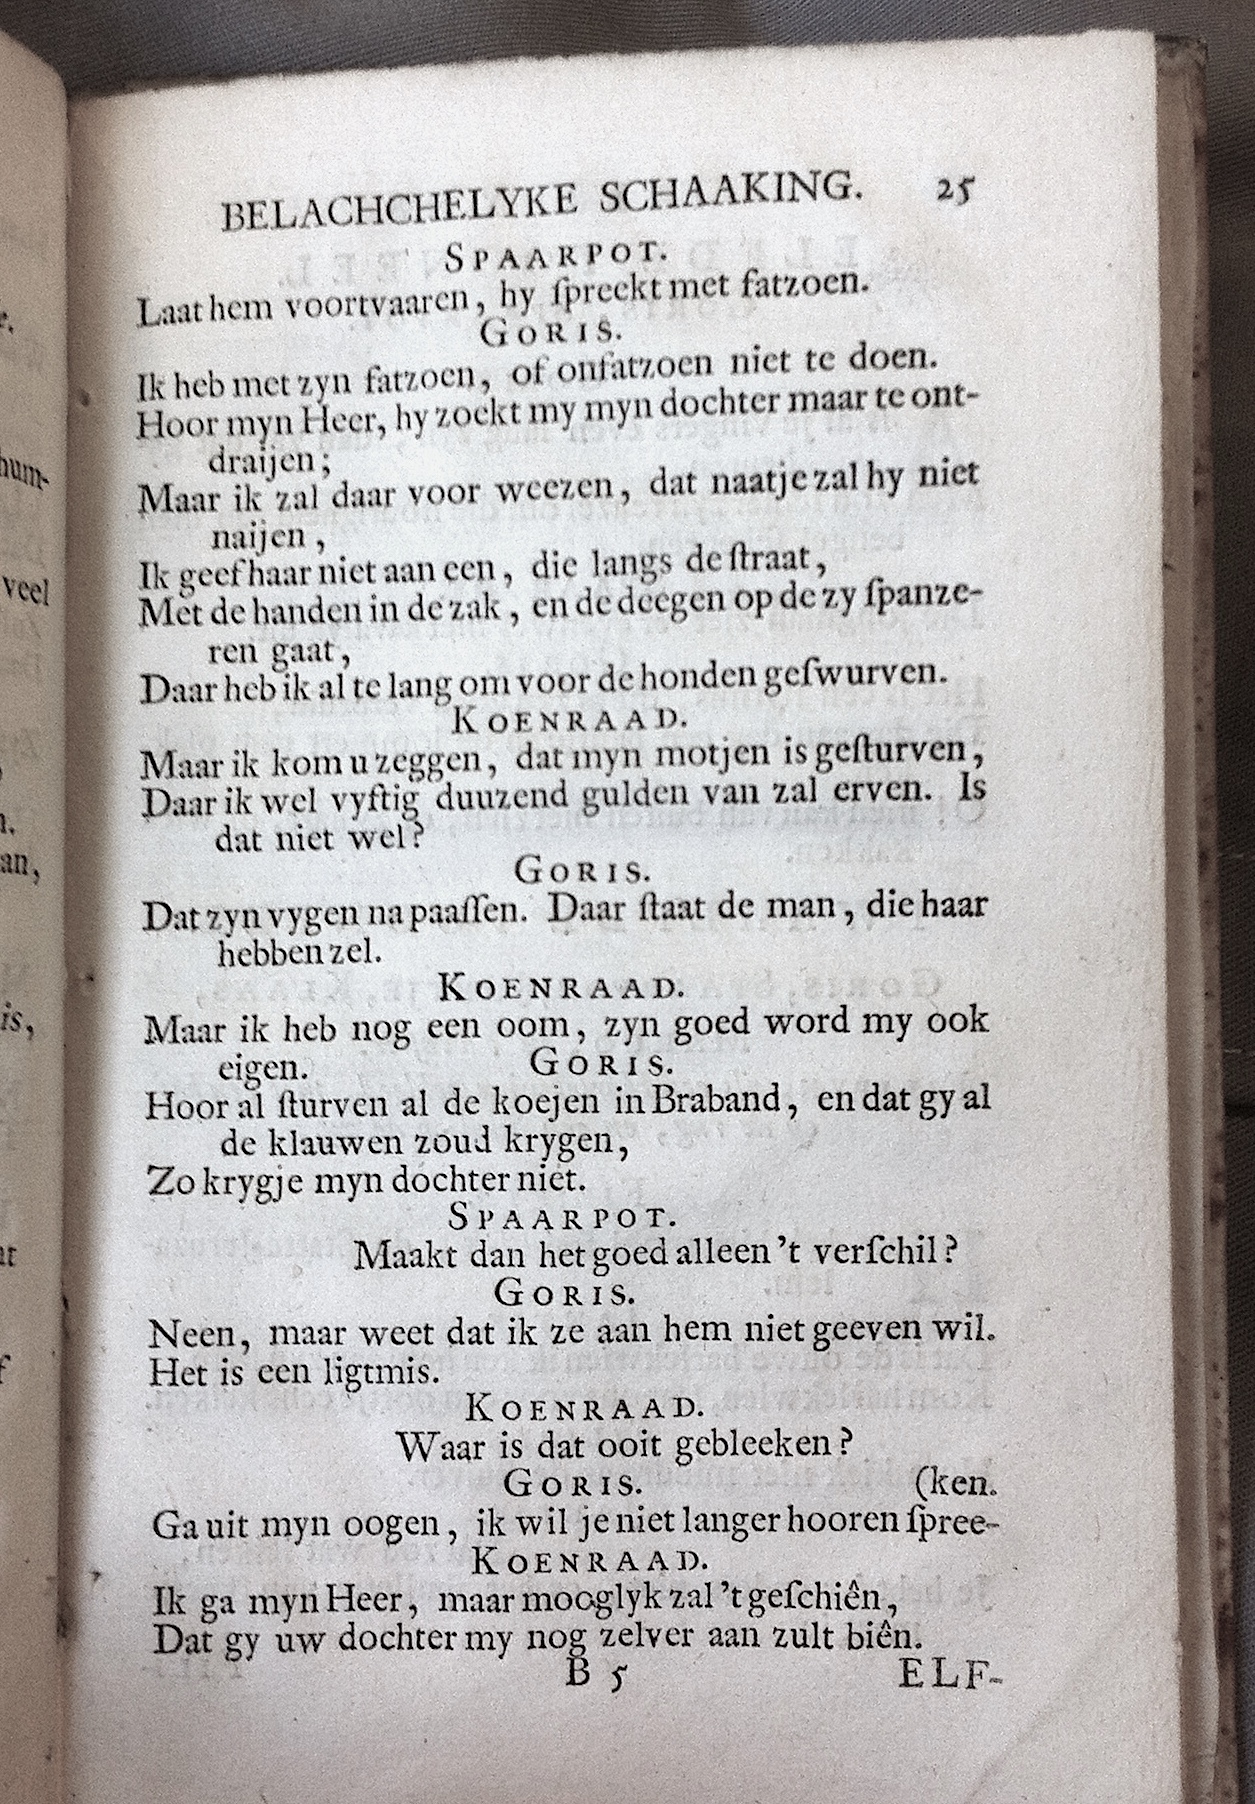 BELACHCHELYKE SCHAAKING. 25
SPAARPOT.
Laat hem voortvaaren, hy ſpreekt met fatzoen.
GORIS.
Ik heb met zyn fatzoen, of onfatzoen niet te doen.
Hoor myn Heer, hy zoekt my myn dochter maar te ont-
draijen;
Maar ik zal daar voor weezen, dat naatje zal hy niet
naijen,
Ik geef haar niet aan een, die langs de ſtraat,
Met de handen in de zak, en de deegen op de zy ſpanze-
ren gaat,
Daar heb ik al te lang om voor de honden geſwurven.
KOENRAAD.
Maar ik kom u zeggen, dat myn motjen is geſturven,
Daar ik wel vyftig duuzend gulden van zal erven. Is
dat niet wel?
GORIS.
Dat zyn vygen na paaſſen. Daar ſtaat de man, die haar
hebben zel.
KOENRAAD.
Maar ik heb nog een oom, zyn goed word my ook
eigen. GORIS.
Hoor al ſturven al de koejen in Braband, en dat gy al
de klauwen zoud krygen,
Zo krygje myn dochter niet.
SPAARPOT.
Maakt dan het goed alleen 't verſchil?
GORIS.
Neen, maar weet dat ik ze aan hem niet geeven wil.
Het is een ligtmis.
KOENRAAD.
Waar is dat ooit gebleeken?
GORIS. (ken.
Ga uit myn oogen, ik wil je niet langer hooren ſpree-
KOENRAAD.
Ik ga myn Heer, maar mooglyk zal 't geſchiên,
Dat gy uw dochter my nog zelver aan zult biên.
B 5 ELF-
hum-
veel
an,
is,